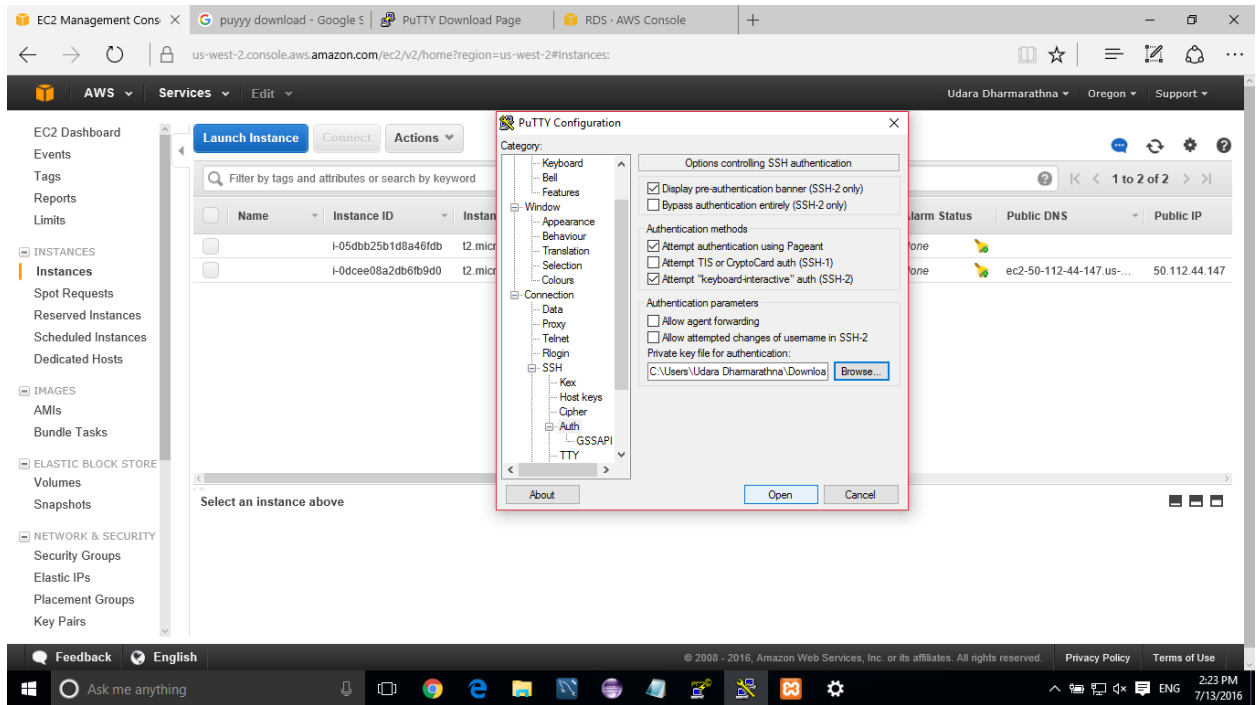 EC2 Management Cons
puyyy download - Google S
PuTTY Download Page
RDS · AWS Console
us-west-2.console.aws.amazon.com/ec2/v2/home?region=us-west-2#Instances:
AWS
Services
Edit
Udara Dharmarathna
Oregon
Support
EC2 Dashboard
Events
Tags
Reports
Limits
INSTANCES
Instances
Spot Requests
Reserved Instances
Scheduled Instances
Dedicated Hosts
IMAGES
AMIs
Bundle Tasks
ELASTIC BLOCK STORE
Volumes
Snapshots
NETWORK & SECURITY
Security Groups
Elastic IPs
Placement Groups
Key Pairs
Launch Instance
Connect
Actions
Filter by tags and attributes or search by keyword
1 to 2 of 2
Name
Instance ID
Instan
Alarm Status
Public DNS
Public IP
i-05dbb25b1d8a46fdb t2.micr
i-0dcee08a2db6fb9d0 t2.micr ec2-50-112-44-147.us-... 50.112.44.147
Select an instance above
PuTTY Configuration
Category:
Keyboard
Bell
Features
Window
Appearance
Behaviour
Translation
Selection
Colours
Connection
Data
Proxy
Telnet
Rlogin
SSH
Kex
Host keys
Cipher
Auth
GSSAPI
TTY
Options controlling SSH authentication
Display pre-authentication banner (SSH-2 only)
Bypass authentication entirely (SSH-2 only)
Authentication methods
Attempt authentication using Pageant
Attempt TIS or CryptoCard auth (SSH-1)
Attempt "keyboard-interactive" auth (SSH-2)
Authentication parameters
Allow agent forwarding
Allow attempted changes of username in SSH-2
Private key file for authentication:
C:\Users\Udara Dharmarathna\Downloa
Browse...
About
Open
Cancel
Feedback
English
© 2008 - 2016, Amazon Web Services, Inc. or its affiliates. All rights reserved.
Privacy Policy
Terms of Use
Ask me anything
ENG
2:23 PM
7/13/2016